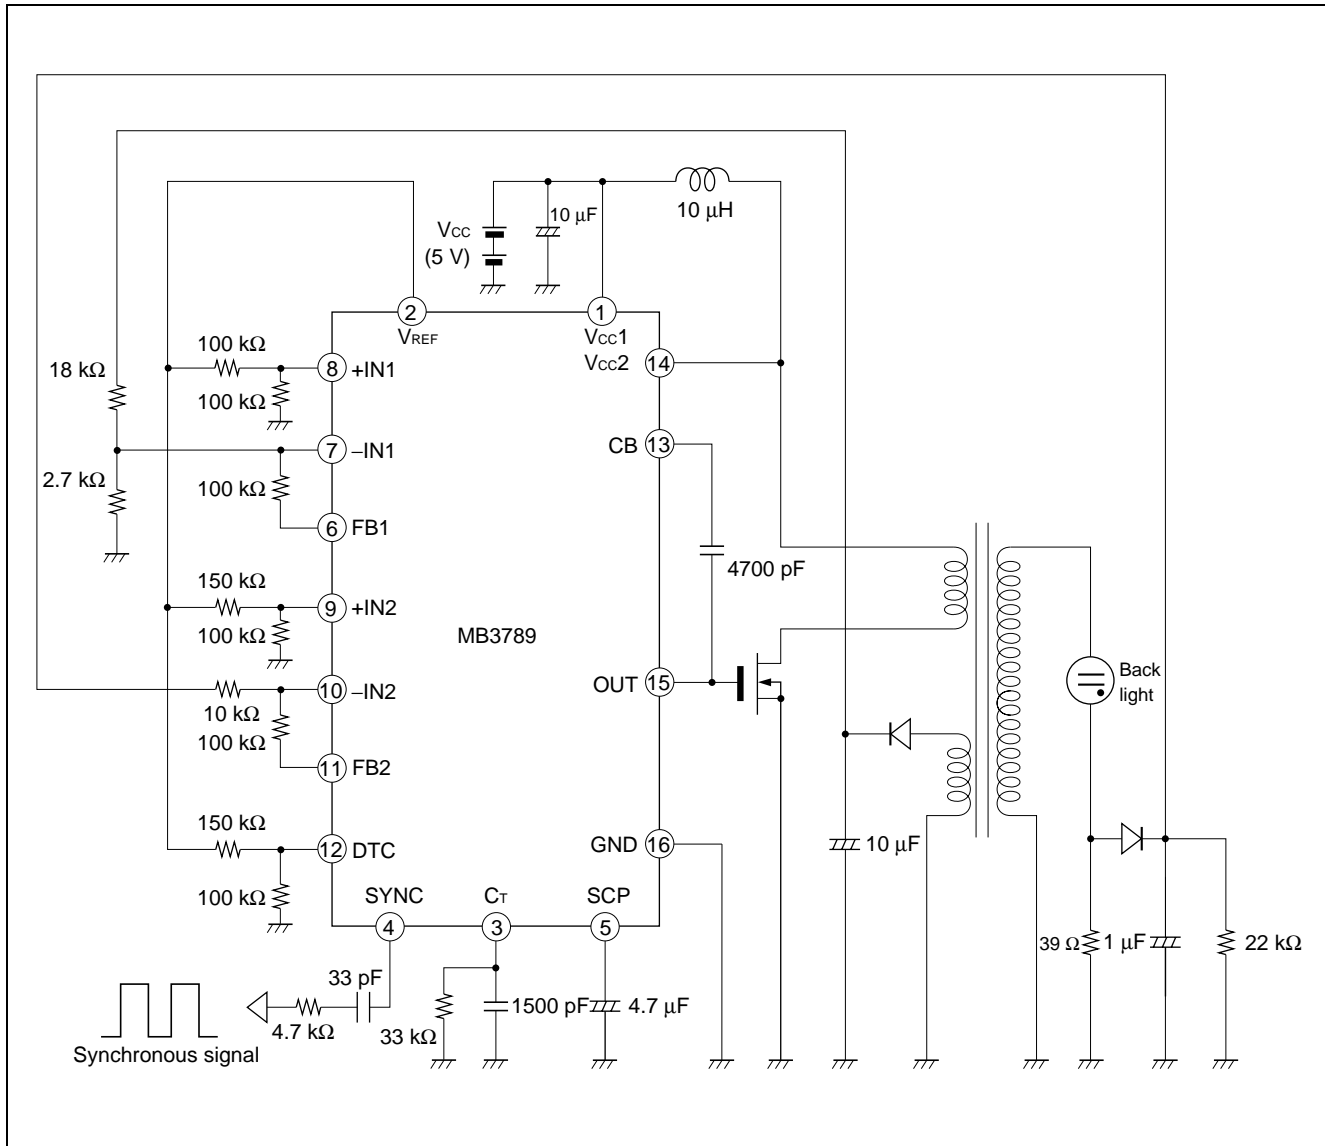 10 μF
10 μH
VCC
(5 V)
2
1
VREF
VCC1
VCC2
14
100 kΩ
8
+IN1
18 kΩ
100 kΩ
7
–IN1
CB
13
2.7 kΩ
100 kΩ
6
FB1
4700 pF
150 kΩ
9
+IN2
100 kΩ
MB3789
Back
light
10
–IN2
OUT
15
10 kΩ
100 kΩ
11
FB2
150 kΩ
12
DTC
GND
16
10 μF
100 kΩ
SYNC
CT
SCP
4
3
5
39 Ω
1 μF
22 kΩ
33 pF
1500 pF
4.7 μF
4.7 kΩ
33 kΩ
Synchronous signal